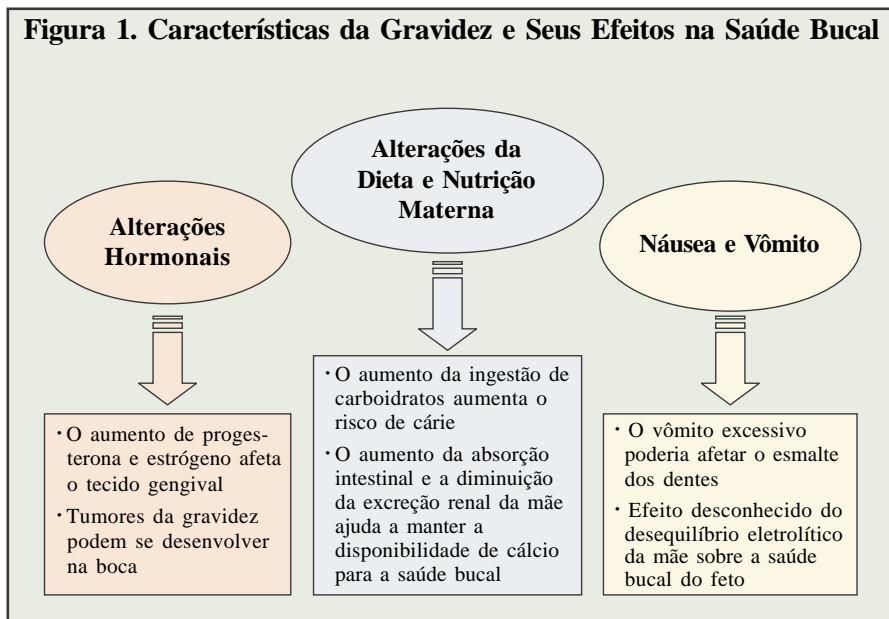 Figura 1. Características da Gravidez e Seus Efeitos na Saúde Bucal
Alterações
Hormonais
· O aumento de proges-
terona e estrógeno afeta
o tecido gengival
· Tumores da gravidez
podem se desenvolver
na boca
Alterações da
Dieta e Nutrição
Materna
· O aumento da ingestão de
carboidratos aumenta o
risco de cárie
· O aumento da absorção
intestinal e a diminuição
da excreção renal da mãe
ajuda a manter a
disponibilidade de cálcio
para a saúde bucal
Náusea e Vômito
· O vômito excessivo
poderia afetar o esmalte
dos dentes
· Efeito desconhecido do
desequilíbrio eletrolítico
da mãe sobre a saúde
bucal do feto